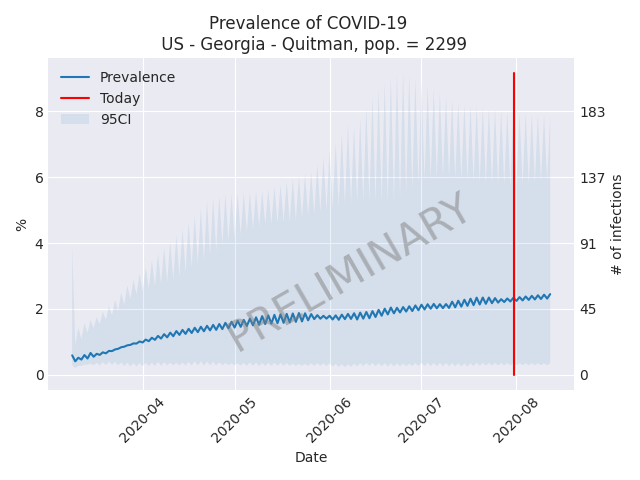 Prevalence of COVID-19
US - Georgia - Quitman, pop. = 2299
Prevalence
Today
95CI
PRELIMINARY
8
6
4
2
0
%
183
137
91
45
0
# of infections
2020-04
2020-05
2020-06
2020-07
2020-08
Date